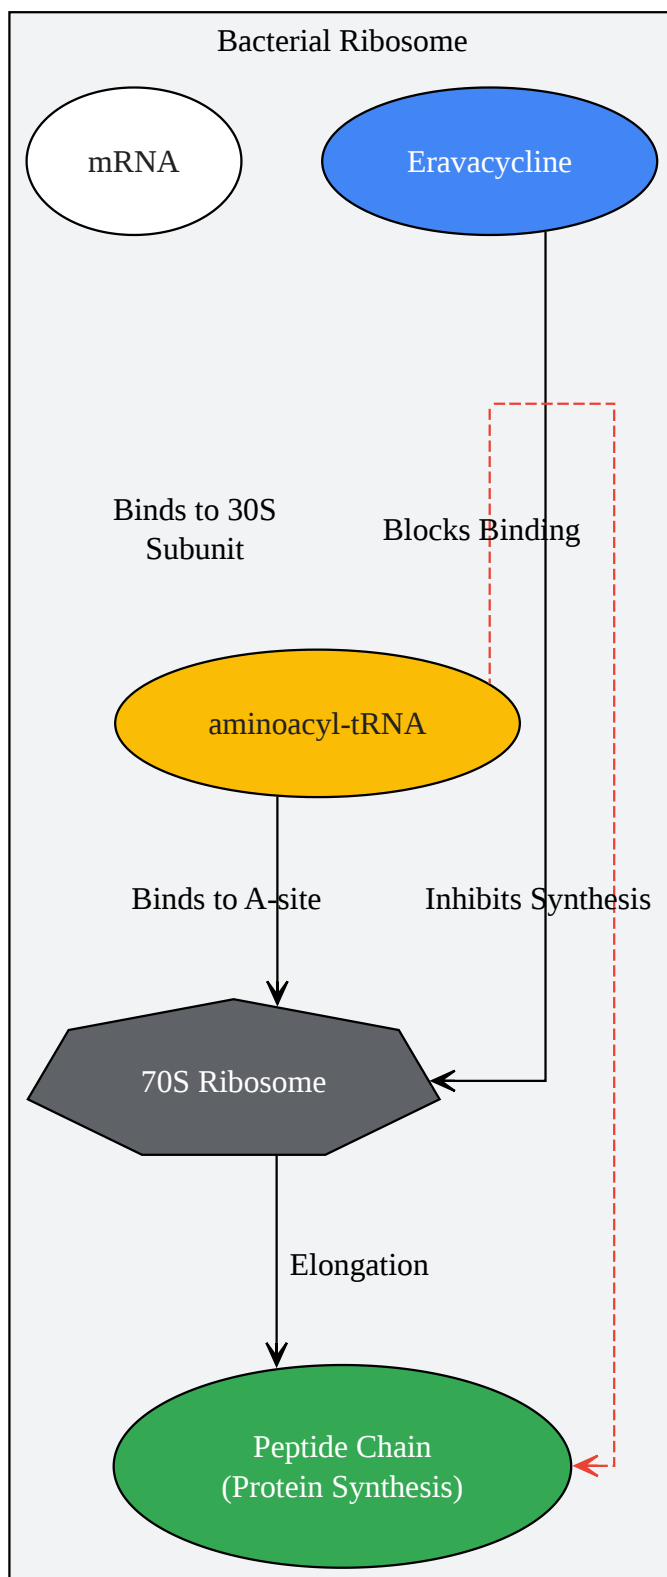 Bacterial Ribosome
mRNA
Eravacycline
Binds to 30S
Subunit
Blocks Binding
aminoacyl-tRNA
Binds to A-site
Inhibits Synthesis
70S Ribosome
Elongation
Peptide Chain
(Protein Synthesis)